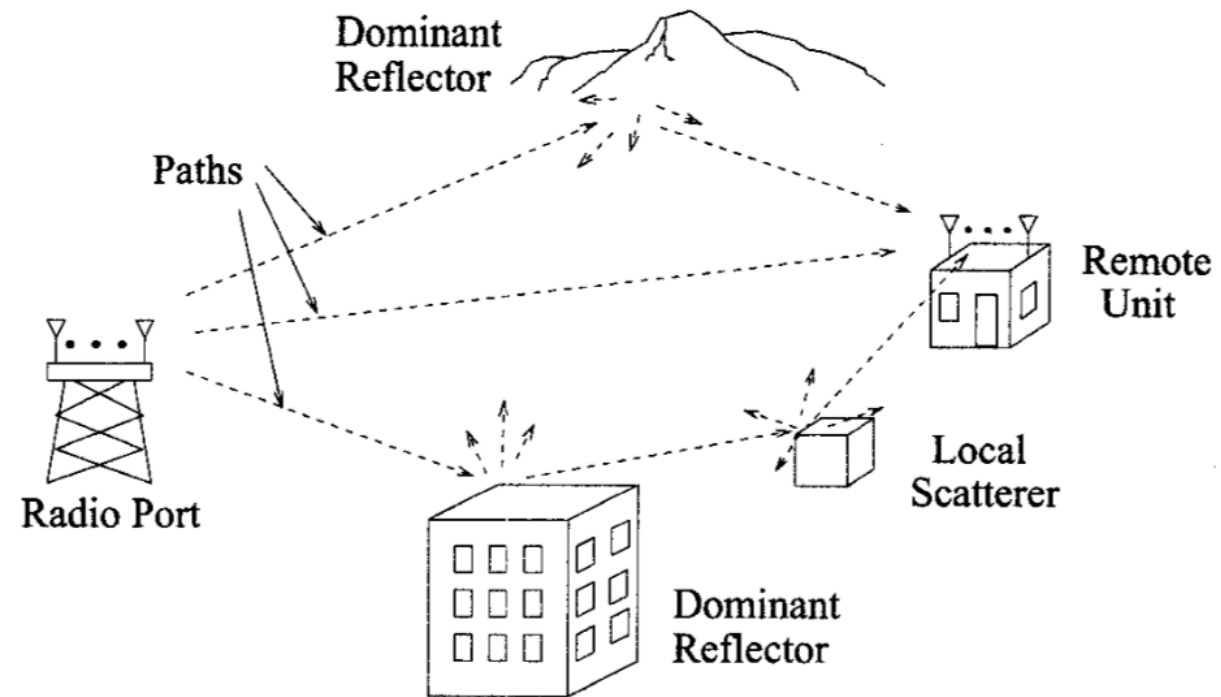 Dominant
Reflector
Paths
Remote
Unit
Radio Port
Local
Scatterer
Dominant
Reflector